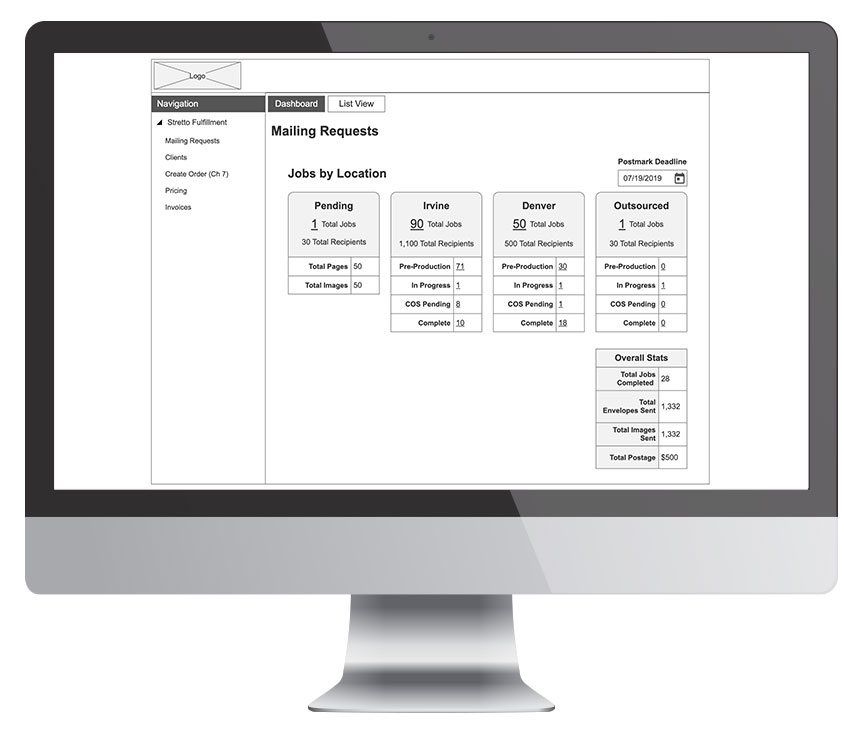 Logo
Navigation
Stretto Fulfillment
Mailing Requests
Clients
Create Order (Ch 7)
Pricing
Invoices
Dashboard
List View
Mailing Requests
Postmark Deadline
07/19/2019
Jobs by Location
Pending
1 Total Jobs
30 Total Recipients
Total Pages 50
Total Images 50
Irvine
90 Total Jobs
1,100 Total Recipients
Pre-Production 71
In Progress 1
COS Pending 8
Complete 10
Denver
50 Total Jobs
500 Total Recipients
Pre-Production 30
In Progress 1
COS Pending 1
Complete 18
Outsourced
1 Total Jobs
30 Total Recipients
Pre-Production 0
In Progress 1
COS Pending 0
Complete 0
Overall Stats
Total Jobs
Completed 28
Total
Envelopes Sent 1,332
Total Images
Sent 1,332
Total Postage $500